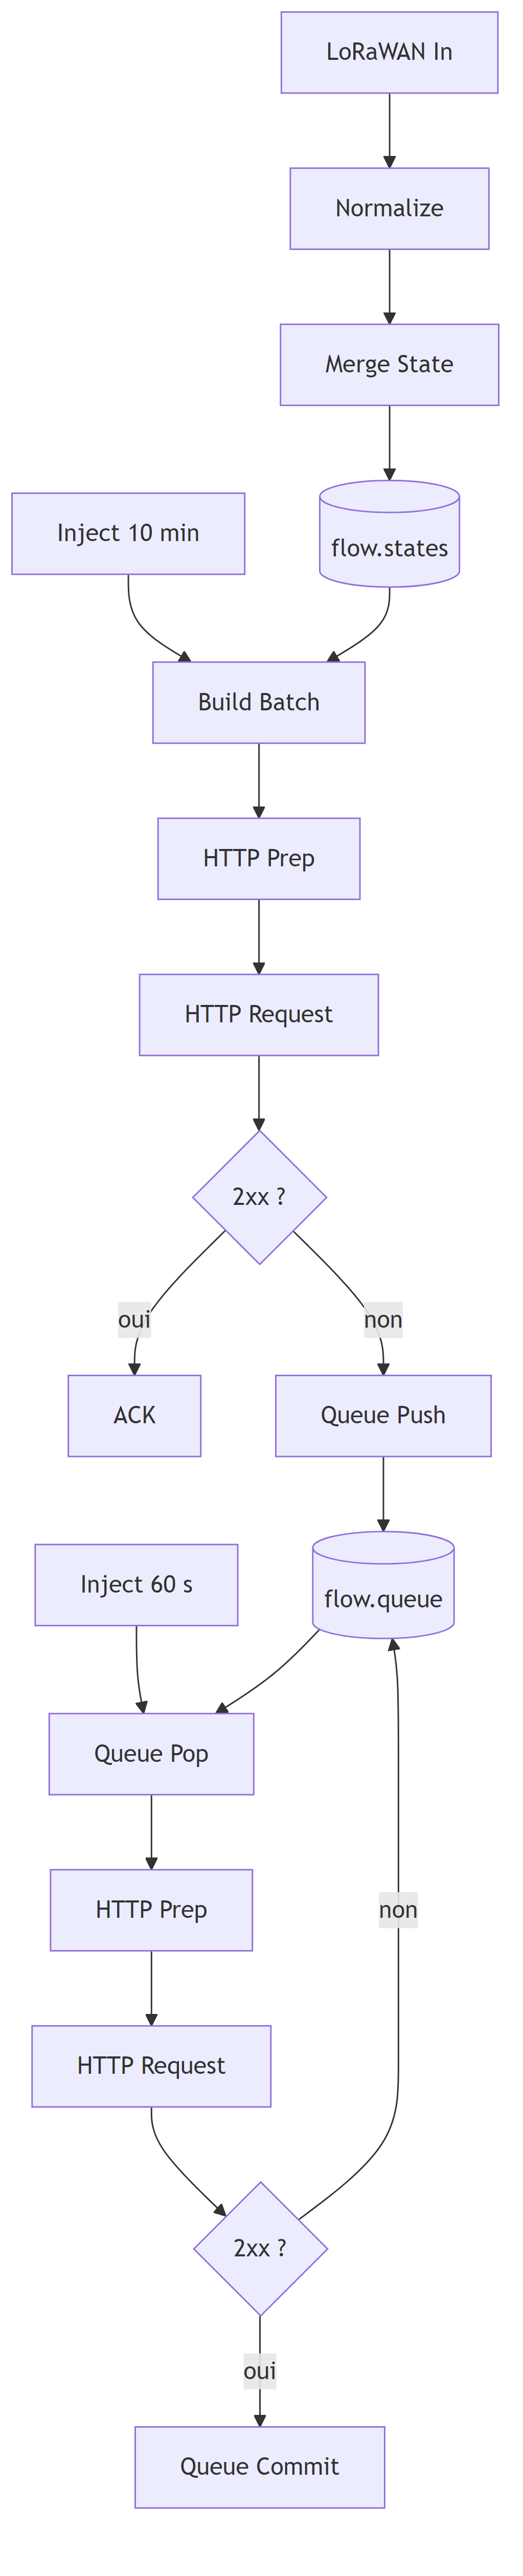 LoRaWAN In
Normalize
Merge State
Inject 10 min
flow.states
Build Batch
HTTP Prep
HTTP Request
2xx ?
oui
non
ACK
Queue Push
Inject 60 s
flow.queue
Queue Pop
HTTP Prep
non
HTTP Request
2xx ?
oui
Queue Commit